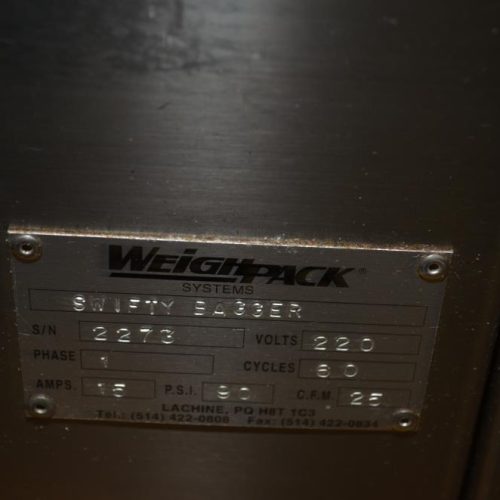 WEIGHPACK®
SYSTEMS
SWIFTY BAGGER
S/N 2273 VOLTS 220
PHASE 1 CYCLES 60
AMPS. 15 P.S.I. 90 C.F.M 25
LACHINE, PQ H8T 1C3
Tel.: (514) 422-0808 Fax: (514) 422-0834